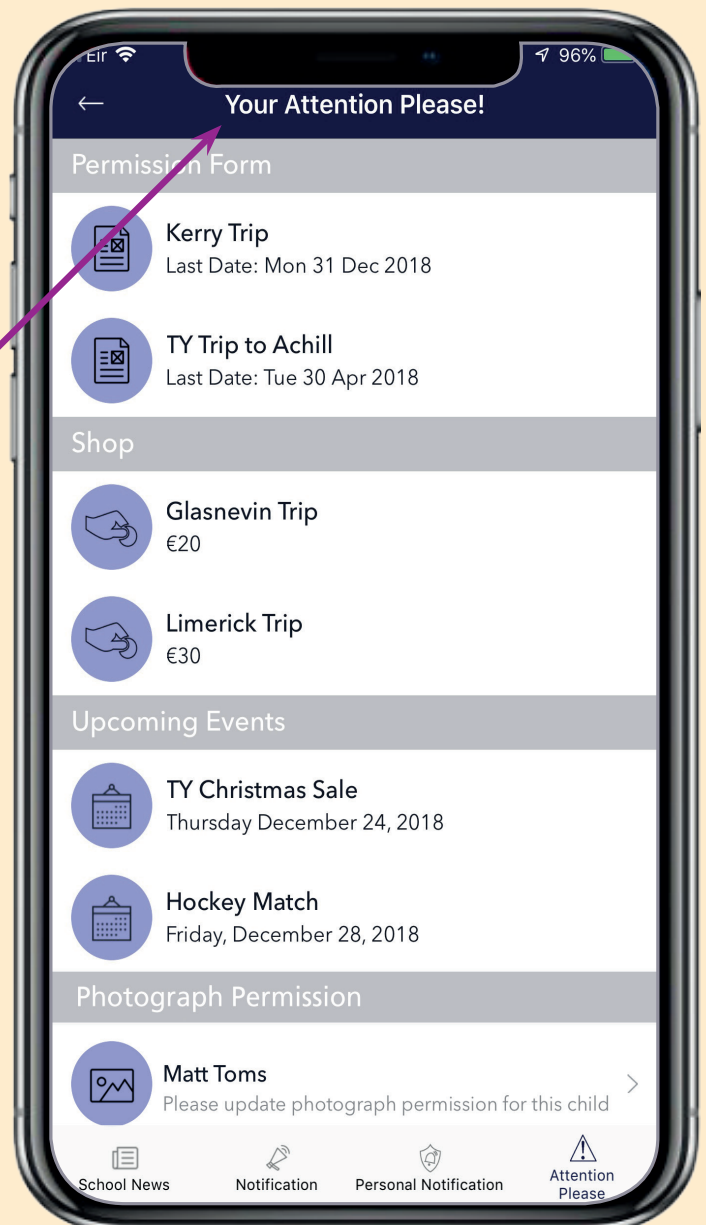 Eir 96%
Your Attention Please!
Permission Form
Kerry Trip
Last Date: Mon 31 Dec 2018
TY Trip to Achill
Last Date: Tue 30 Apr 2018
Shop
Glasnevin Trip
€20
Limerick Trip
€30
Upcoming Events
TY Christmas Sale
Thursday December 24, 2018
Hockey Match
Friday, December 28, 2018
Photograph Permission
Matt Toms
Please update photograph permission for this child
School News Notification Personal Notification Attention
Please